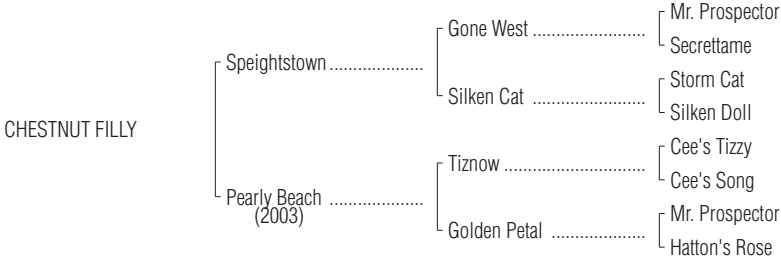 Mr. Prospector
Gone West ........................
Secrettame
Speightstown ....................
Storm Cat
Silken Cat ........................
Silken Doll
CHESTNUT FILLY
Cee's Tizzy
Tiznow ..............................
Cee's Song
Pearly Beach ....................
(2003)
Mr. Prospector
Golden Petal ....................
Hatton's Rose